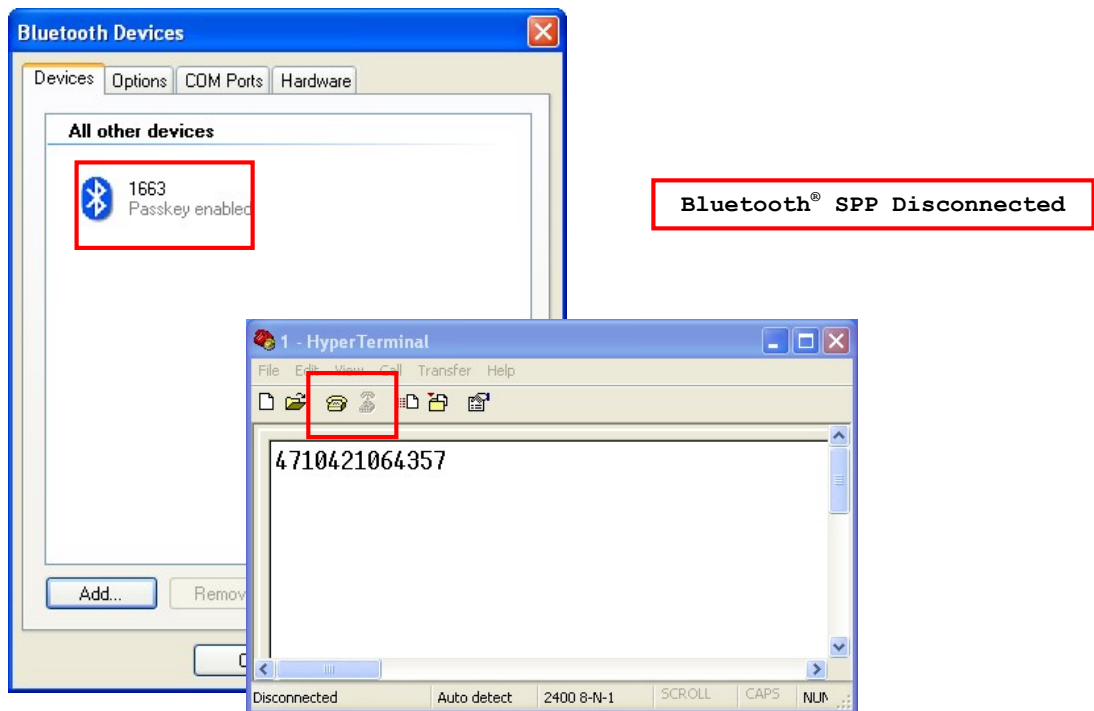 Bluetooth Devices
Devices Options COM Ports Hardware
All other devices
1663
Passkey enabled
Bluetooth® SPP Disconnected
1 - HyperTerminal
File Edit View Call Transfer Help
4710421064357
Add...
Disconnected Auto detect 2400 8-N-1 SCROLL CAPS